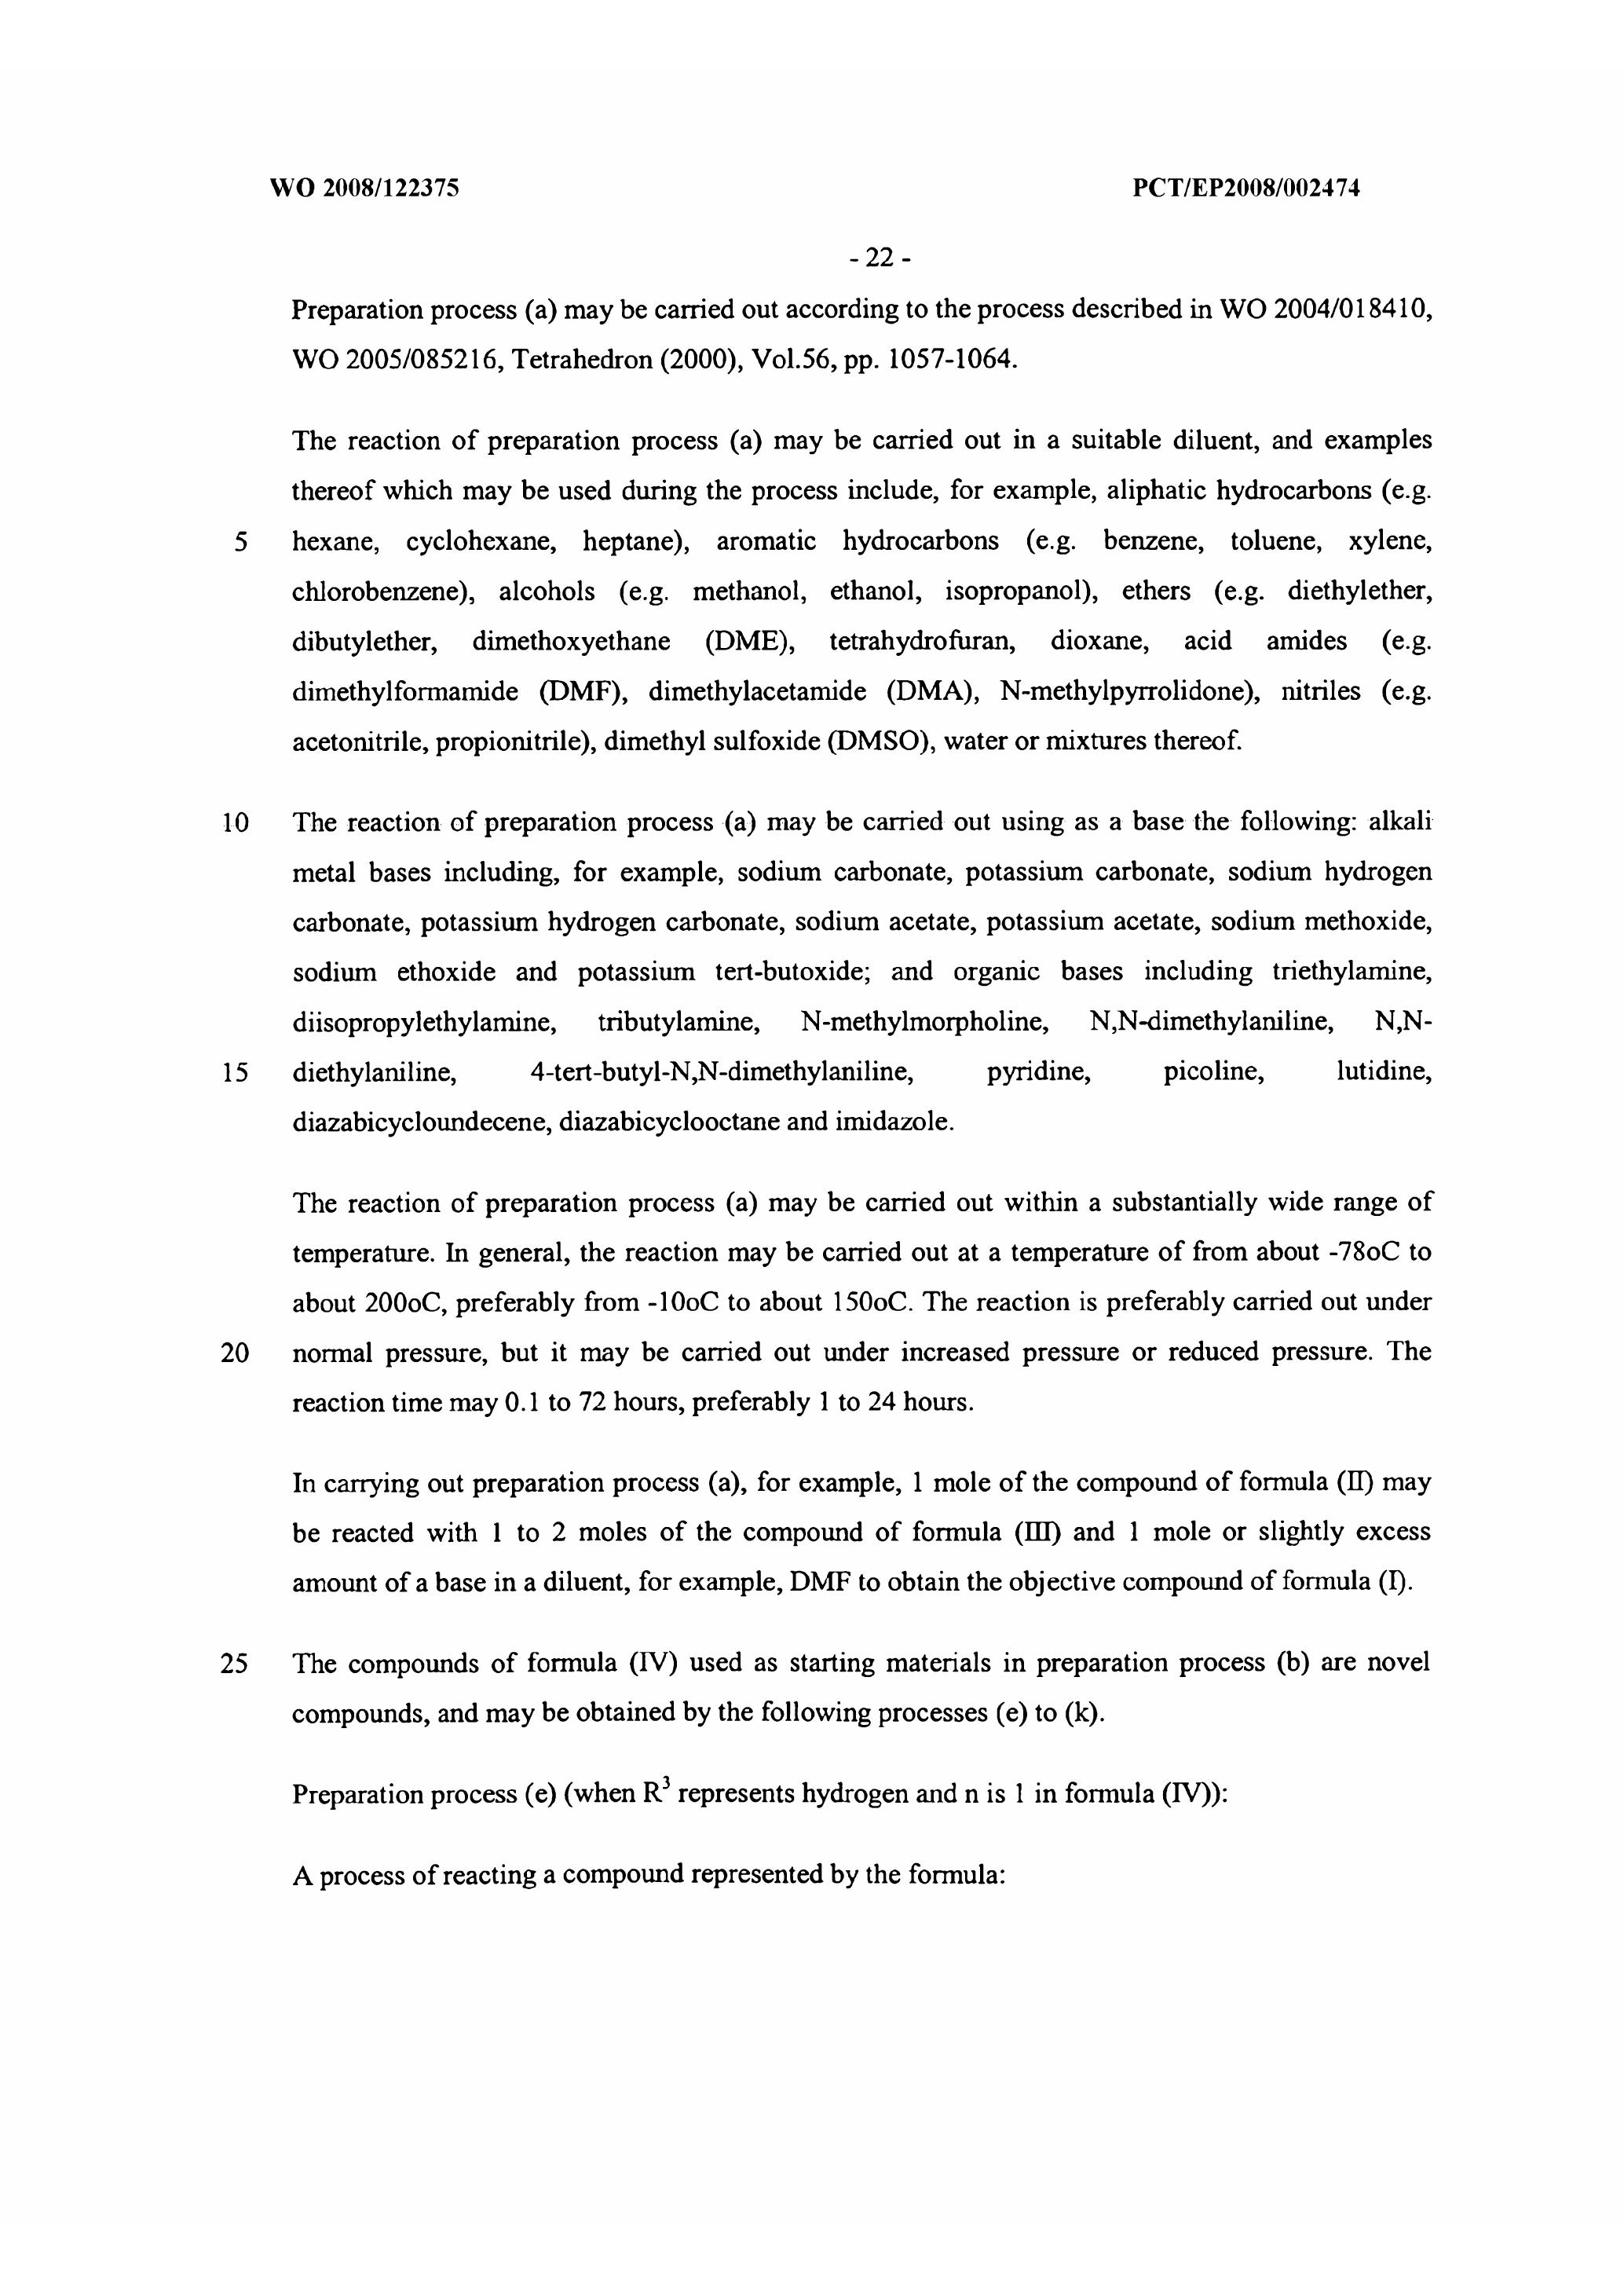 WO 2008/122375 PCT/EP2008/002474
- 22 -
Preparation process (a) may be carried out according to the process described in WO 2004/018410,
WO 2005/085216, Tetrahedron (2000), Vol.56, pp. 1057-1064.
The reaction of preparation process (a) may be carried out in a suitable diluent, and examples
thereof which may be used during the process include, for example, aliphatic hydrocarbons (e.g.
5 hexane, cyclohexane, heptane), aromatic hydrocarbons (e.g. benzene, toluene, xylene,
chlorobenzene), alcohols (e.g. methanol, ethanol, isopropanol), ethers (e.g. diethylether,
dibutylether, dimethoxyethane (DME), tetrahydrofuran, dioxane, acid amides (e.g.
dimethylformamide (DMF), dimethylacetamide (DMA), N-methylpyrrolidone), nitriles (e.g.
acetonitrile, propionitrile), dimethyl sulfoxide (DMSO), water or mixtures thereof.
10 The reaction of preparation process (a) may be carried out using as a base the following: alkali
metal bases including, for example, sodium carbonate, potassium carbonate, sodium hydrogen
carbonate, potassium hydrogen carbonate, sodium acetate, potassium acetate, sodium methoxide,
sodium ethoxide and potassium tert-butoxide; and organic bases including triethylamine,
diisopropylethylamine, tributylamine, N-methylmorpholine, N,N-dimethylaniline, N,N-
15 diethylaniline, 4-tert-butyl-N,N-dimethylaniline, pyridine, picoline, lutidine,
diazabicycloundecene, diazabicyclooctane and imidazole.
The reaction of preparation process (a) may be carried out within a substantially wide range of
temperature. In general, the reaction may be carried out at a temperature of from about -78oC to
about 200oC, preferably from -10oC to about 150oC. The reaction is preferably carried out under
20 normal pressure, but it may be carried out under increased pressure or reduced pressure. The
reaction time may 0.1 to 72 hours, preferably 1 to 24 hours.
In carrying out preparation process (a), for example, 1 mole of the compound of formula (II) may
be reacted with 1 to 2 moles of the compound of formula (III) and 1 mole or slightly excess
amount of a base in a diluent, for example, DMF to obtain the objective compound of formula (I).
25 The compounds of formula (IV) used as starting materials in preparation process (b) are novel
compounds, and may be obtained by the following processes (e) to (k).
Preparation process (e) (when R³ represents hydrogen and n is 1 in formula (IV)):
A process of reacting a compound represented by the formula: